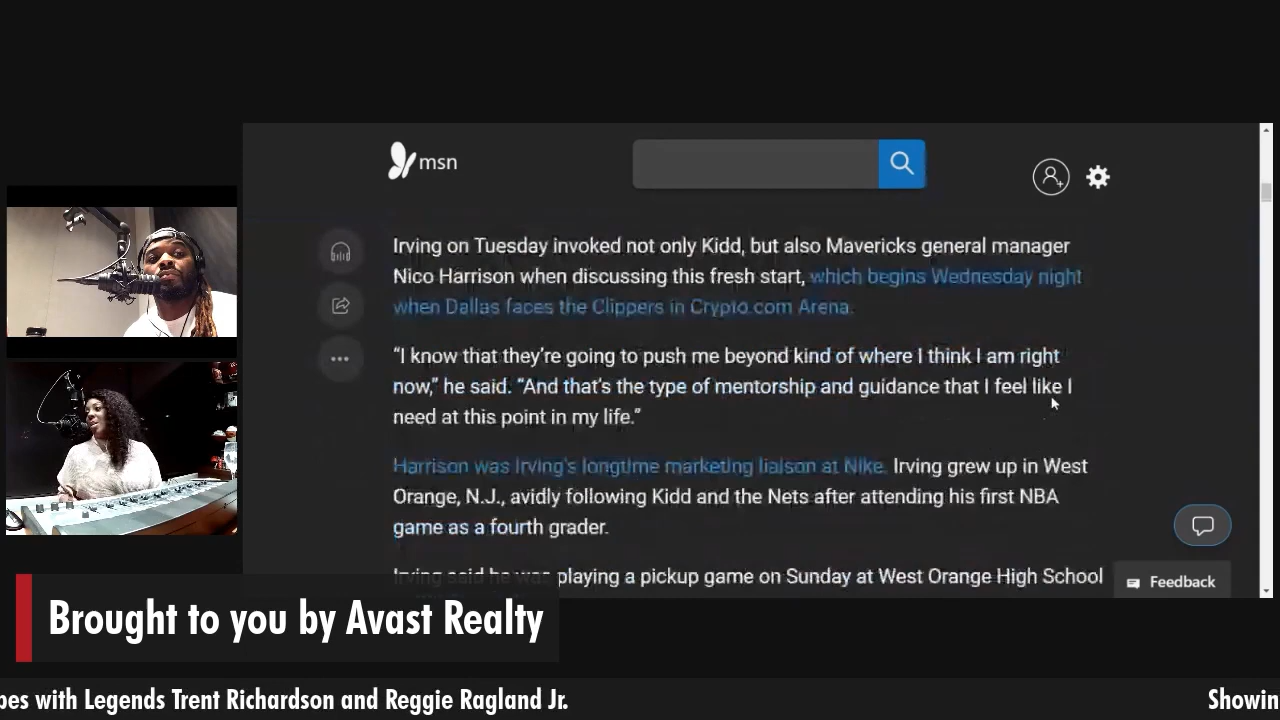 msn
Irving on Tuesday invoked not only Kidd, but also Mavericks general manager
Nico Harrison when discussing this fresh start, which begins Wednesday night
when Dallas faces the Clippers in Crypto.com Arena.
“I know that they’re going to push me beyond kind of where I think I am right
now,” he said. “And that’s the type of mentorship and guidance that I feel like I
need at this point in my life.”
Harrison was Irving's longtime marketing liaison at Nike. Irving grew up in West
Orange, N.J., avidly following Kidd and the Nets after attending his first NBA
game as a fourth grader.
Irving said he was playing a pickup game on Sunday at West Orange High School
Feedback
Brought to you by Avast Realty
pes with Legends Trent Richardson and Reggie Ragland Jr.
Showin